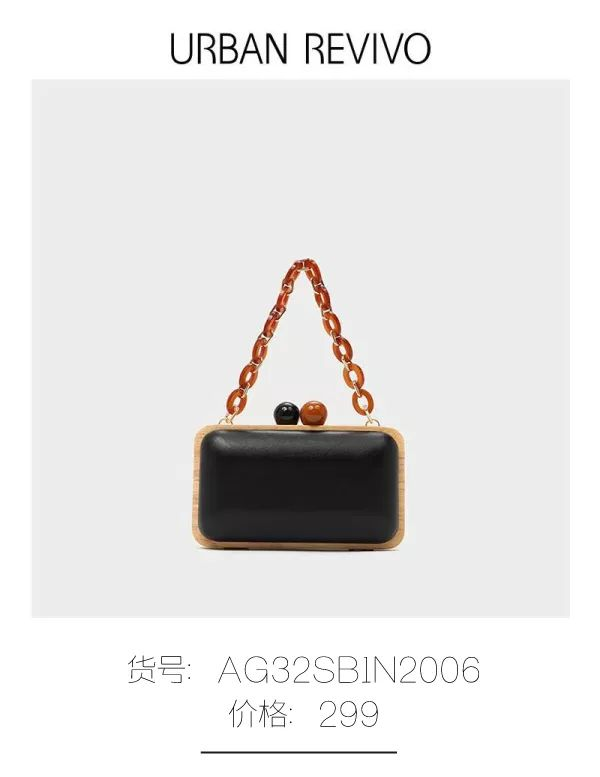 URBAN REVIVO
货号: AG32SBIN2006
价格: 299